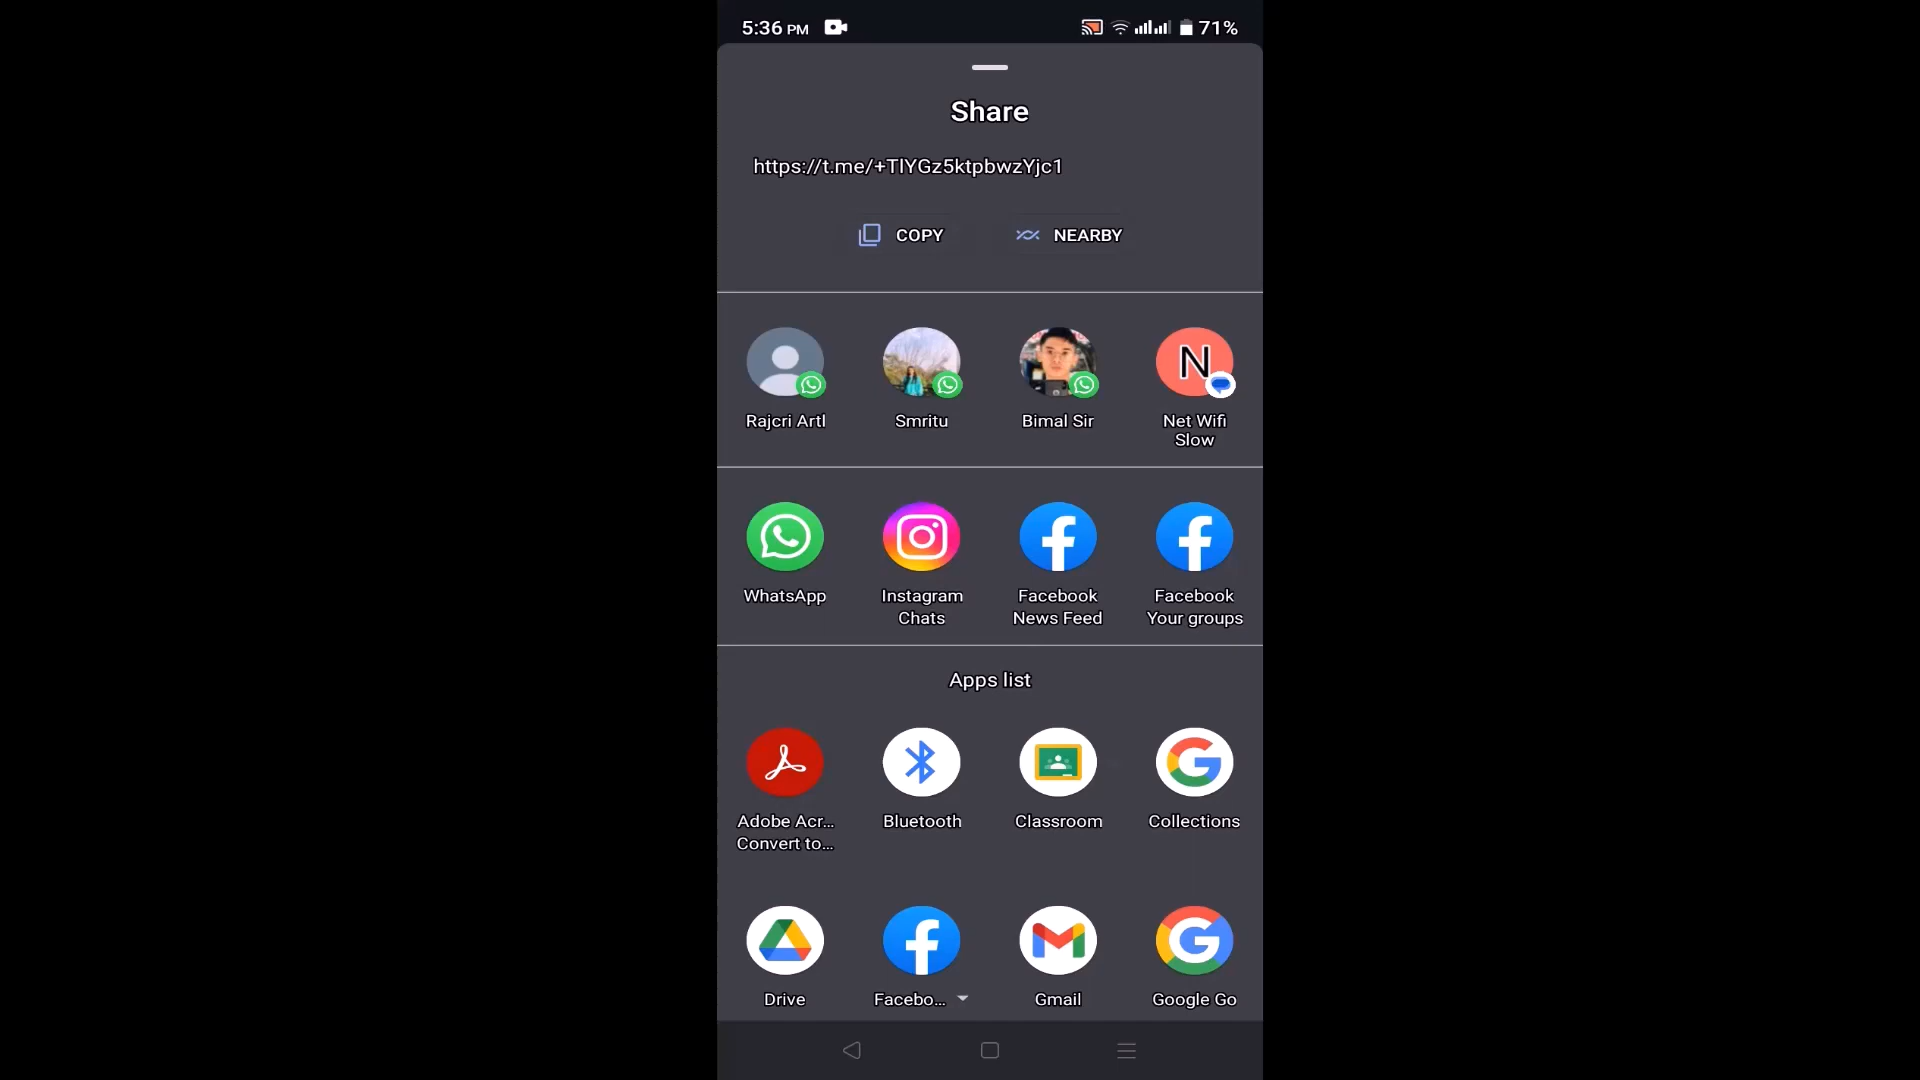 5:36 PM 71%
Share
https://t.me/+TlYGz5ktpbwzYjc1
COPY NEARBY
Rajcri Artl Smritu Bimal Sir Net Wifi
Slow
WhatsApp Instagram Facebook Facebook
Chats News Feed Your groups
Apps list
Adobe Acr... Bluetooth Classroom Collections
Convert to...
Drive Facebo... Gmail Google Go